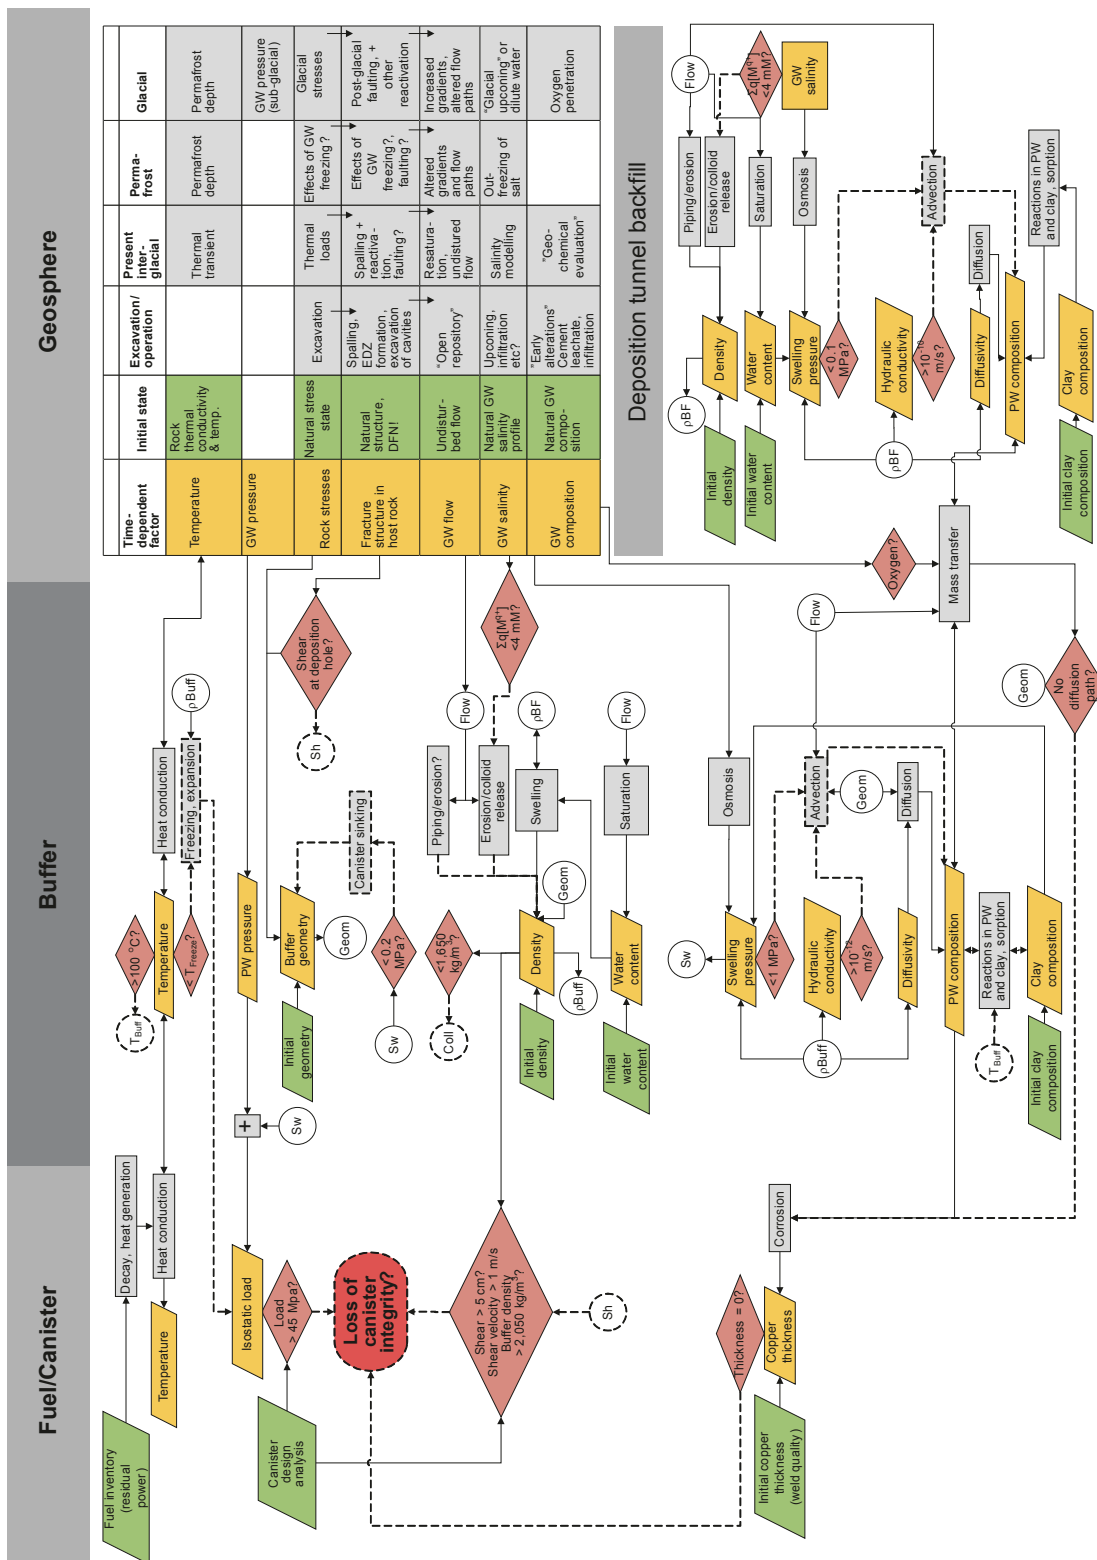 Fuel/Canister
Buffer
Geosphere
Fuel inventory
(residual
power)
Decay, heat generation
Heat conduction
Temperature
Isostatic load
Load
> 45 Mpa?
Canister
design
analysis
Loss of
canister
integrity?
Shear > 5 cm?
Shear velocity > 1 m/s
Buffer density
> 2,050 kg/m³?
Sh
Thickness = 0?
Copper
thickness
Initial copper
thickness
(weld quality)
Corrosion
+
Sw
TBuff
>100 °C?
Temperature
< TFreeze?
Heat conduction
Freezing, expansion
ρBuff
PW pressure
Initial
geometry
Buffer
geometry
Geom
Canister sinking
< 0.2
MPa?
Sw
Shear
at deposition
hole?
Sh
Coll
<1,650
kg/m³?
Piping/erosion?
Erosion/colloid
release
Flow
Σq[Mq+]
<4 mM?
Swelling
ρBF
Geom
Initial
density
Density
ρBuff
Initial
water
content
Water
content
Saturation
Flow
Osmosis
Sw
Swelling
pressure
<1 MPa?
Hydraulic
conductivity
>10-12
m/s?
ρBuff
Diffusivity
Advection
Geom
Diffusion
Flow
PW composition
Reactions in PW
and clay, sorption
TBuff
Initial clay
composition
Clay
composition
Oxygen?
Mass transfer
Geom
No
diffusion
path?
Time-
dependent
factor
Initial state
Excavation/
operation
Present
inter-
glacial
Perma-
frost
Glacial
Temperature
Rock
thermal
conductivity
& temp.
Thermal
transient
Permafrost
depth
Permafrost
depth
GW pressure
GW pressure
(sub-glacial)
Rock stresses
Natural stress
state
Excavation
Thermal
loads
Effects of GW
freezing?
Glacial
stresses
Fracture
structure in
host rock
Natural
structure,
DFN!
Spalling,
EDZ
formation,
excavation
of cavities
Spalling +
reactiva-
tion,
faulting?
Effects of
GW
freezing?,
faulting?
Post-glacial
faulting, +
other
reactivation
GW flow
Undistur-
bed flow
"Open
repository"
Resatura-
tion,
undistured
flow
Altered
gradients
and flow
paths
Increased
gradients,
altered flow
paths
GW salinity
Natural GW
salinity
profile
Upconing,
infiltration
etc?
Salinity
modelling
Out-
freezing of
salt
"Glacial
upconing" or
dilute water
GW
composition
Natural GW
compo-
sition
"Early
alterations"
Cement
leachate,
infiltration
"Geo-
chemical
evaluation"
Oxygen
penetration
Deposition tunnel backfill
Flow
Σq[Mq+]
<4 mM?
GW
salinity
Piping/erosion
Erosion/colloid
release
Saturation
Osmosis
Advection
Reactions in PW
and clay, sorption
Diffusion
ρBF
Density
Water
content
Swelling
pressure
< 0.1
MPa?
Hydraulic
conductivity
>10-10
m/s?
Diffusivity
PW composition
Clay
composition
Initial
density
Initial water
content
ρBF
Initial clay
composition